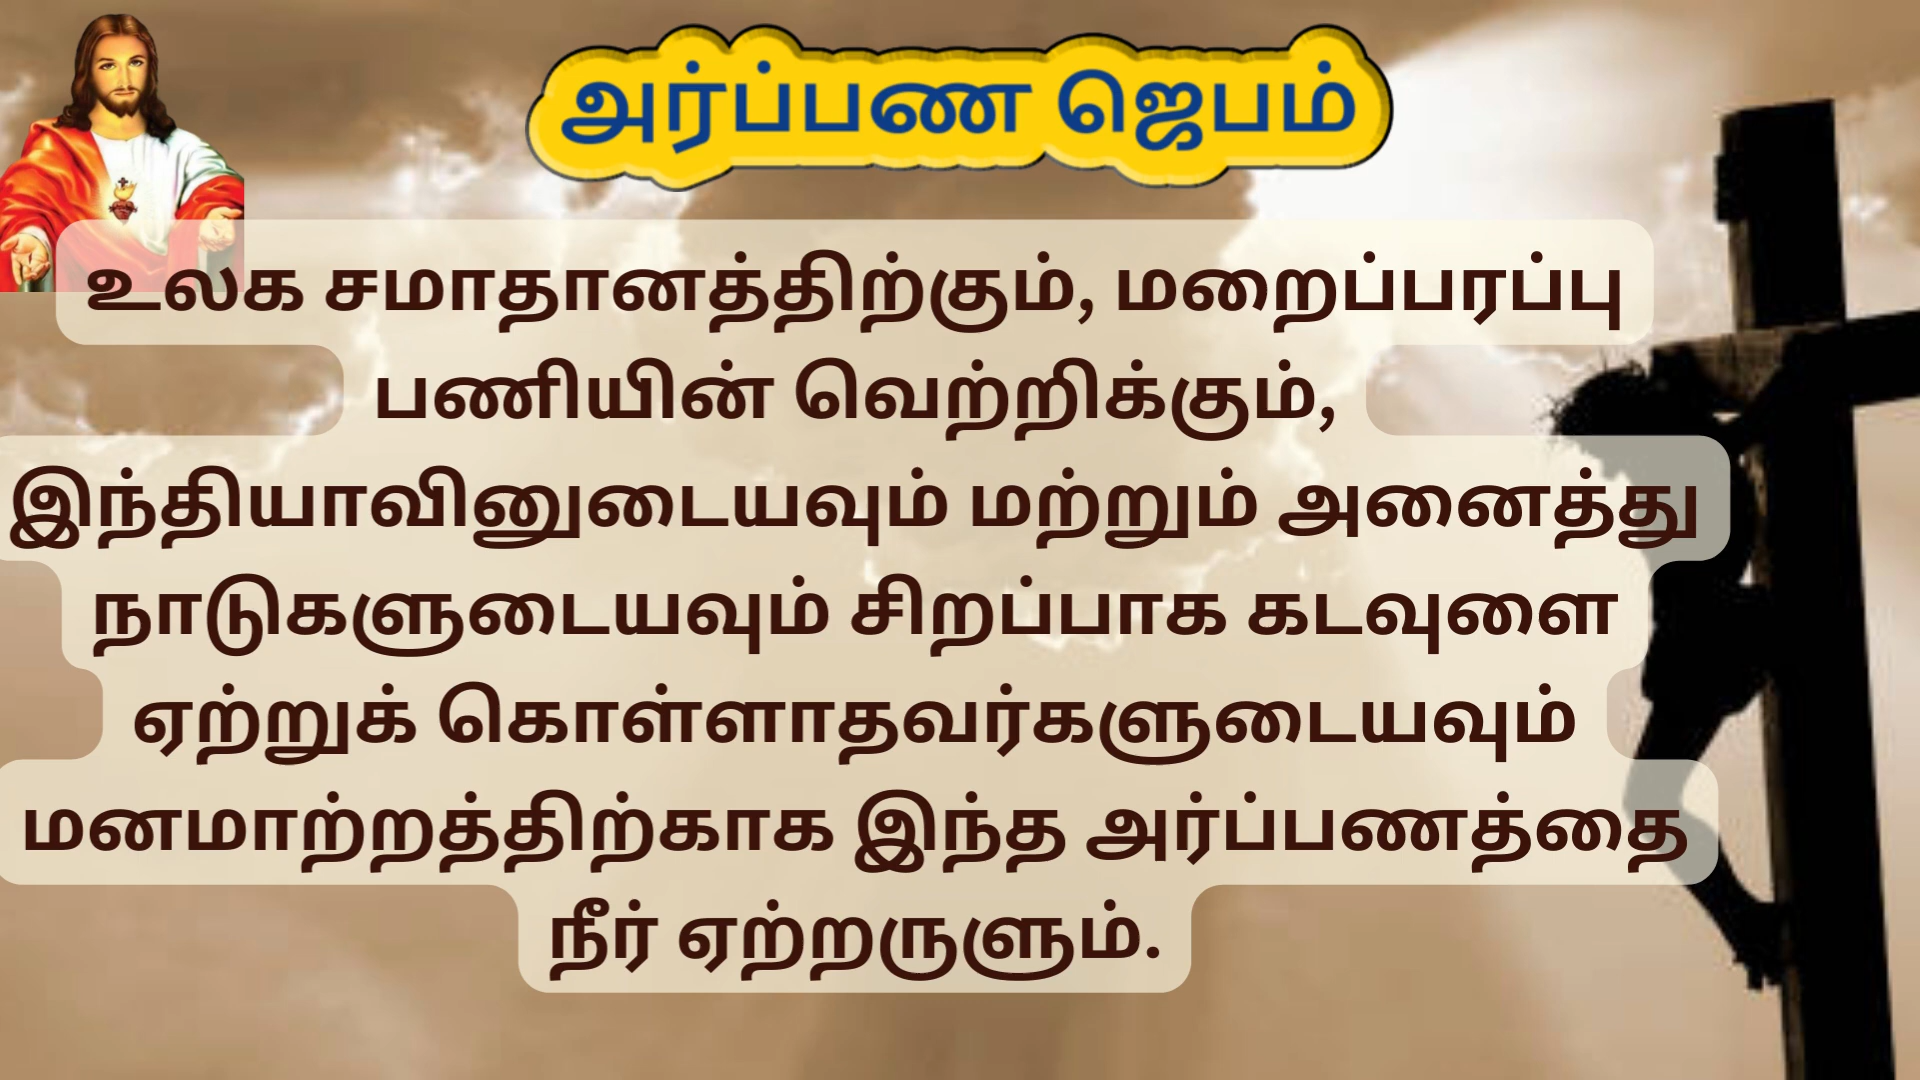 அர்ப்பண ஜெபம்
உலக சமாதானத்திற்கும், மறைப்பரப்பு
பணியின் வெற்றிக்கும்,
இந்தியாவினுடையவும் மற்றும் அனைத்து
நாடுகளுடையவும் சிறப்பாக கடவுளை
ஏற்றுக் கொள்ளாதவர்களுடையவும்
மனமாற்றத்திற்காக இந்த அர்ப்பணத்தை
நீர் ஏற்றருளும்.